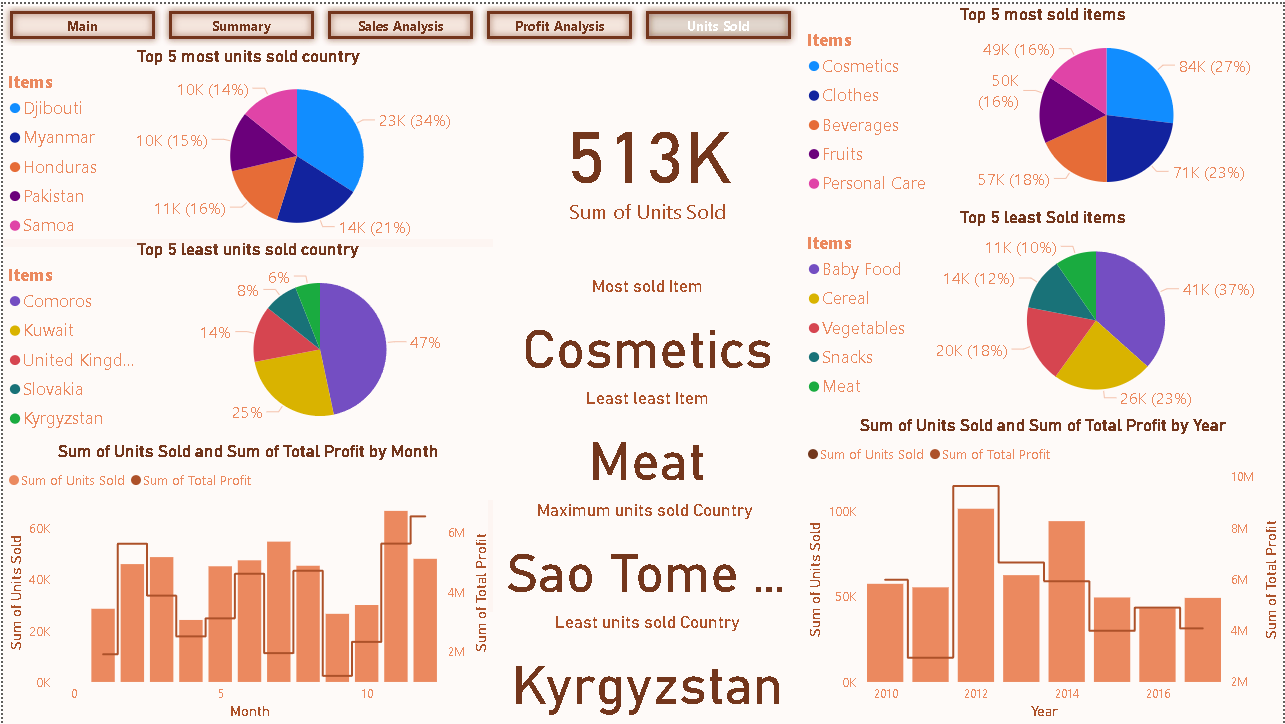 Main
Summary
Sales Analysis
Profit Analysis
Units Sold
Top 5 most units sold country
Items
Djibouti
Myanmar
Honduras
Pakistan
Samoa
10K (14%)
23K (34%)
10K (15%)
11K (16%)
14K (21%)
Top 5 least units sold country
Items
Comoros
Kuwait
United Kingd...
Slovakia
Kyrgyzstan
6%
8%
14%
47%
25%
Sum of Units Sold and Sum of Total Profit by Month
Sum of Units Sold
Sum of Total Profit
Sum of Units Sold
60K
40K
20K
0K
0
5
10
Month
6M
4M
2M
Sum of Total Profit
513K
Sum of Units Sold
Most sold Item
Cosmetics
Least least Item
Meat
Maximum units sold Country
Sao Tome ...
Least units sold Country
Kyrgyzstan
Top 5 most sold items
Items
Cosmetics
Clothes
Beverages
Fruits
Personal Care
49K (16%)
84K (27%)
50K
(16%)
57K (18%)
71K (23%)
Top 5 least Sold items
Items
Baby Food
Cereal
Vegetables
Snacks
Meat
11K (10%)
14K (12%)
41K (37%)
20K (18%)
26K (23%)
Sum of Units Sold and Sum of Total Profit by Year
Sum of Units Sold
Sum of Total Profit
Sum of Units Sold
100K
50K
0K
2010
2012
2014
2016
Year
10M
8M
6M
4M
2M
Sum of Total Profit